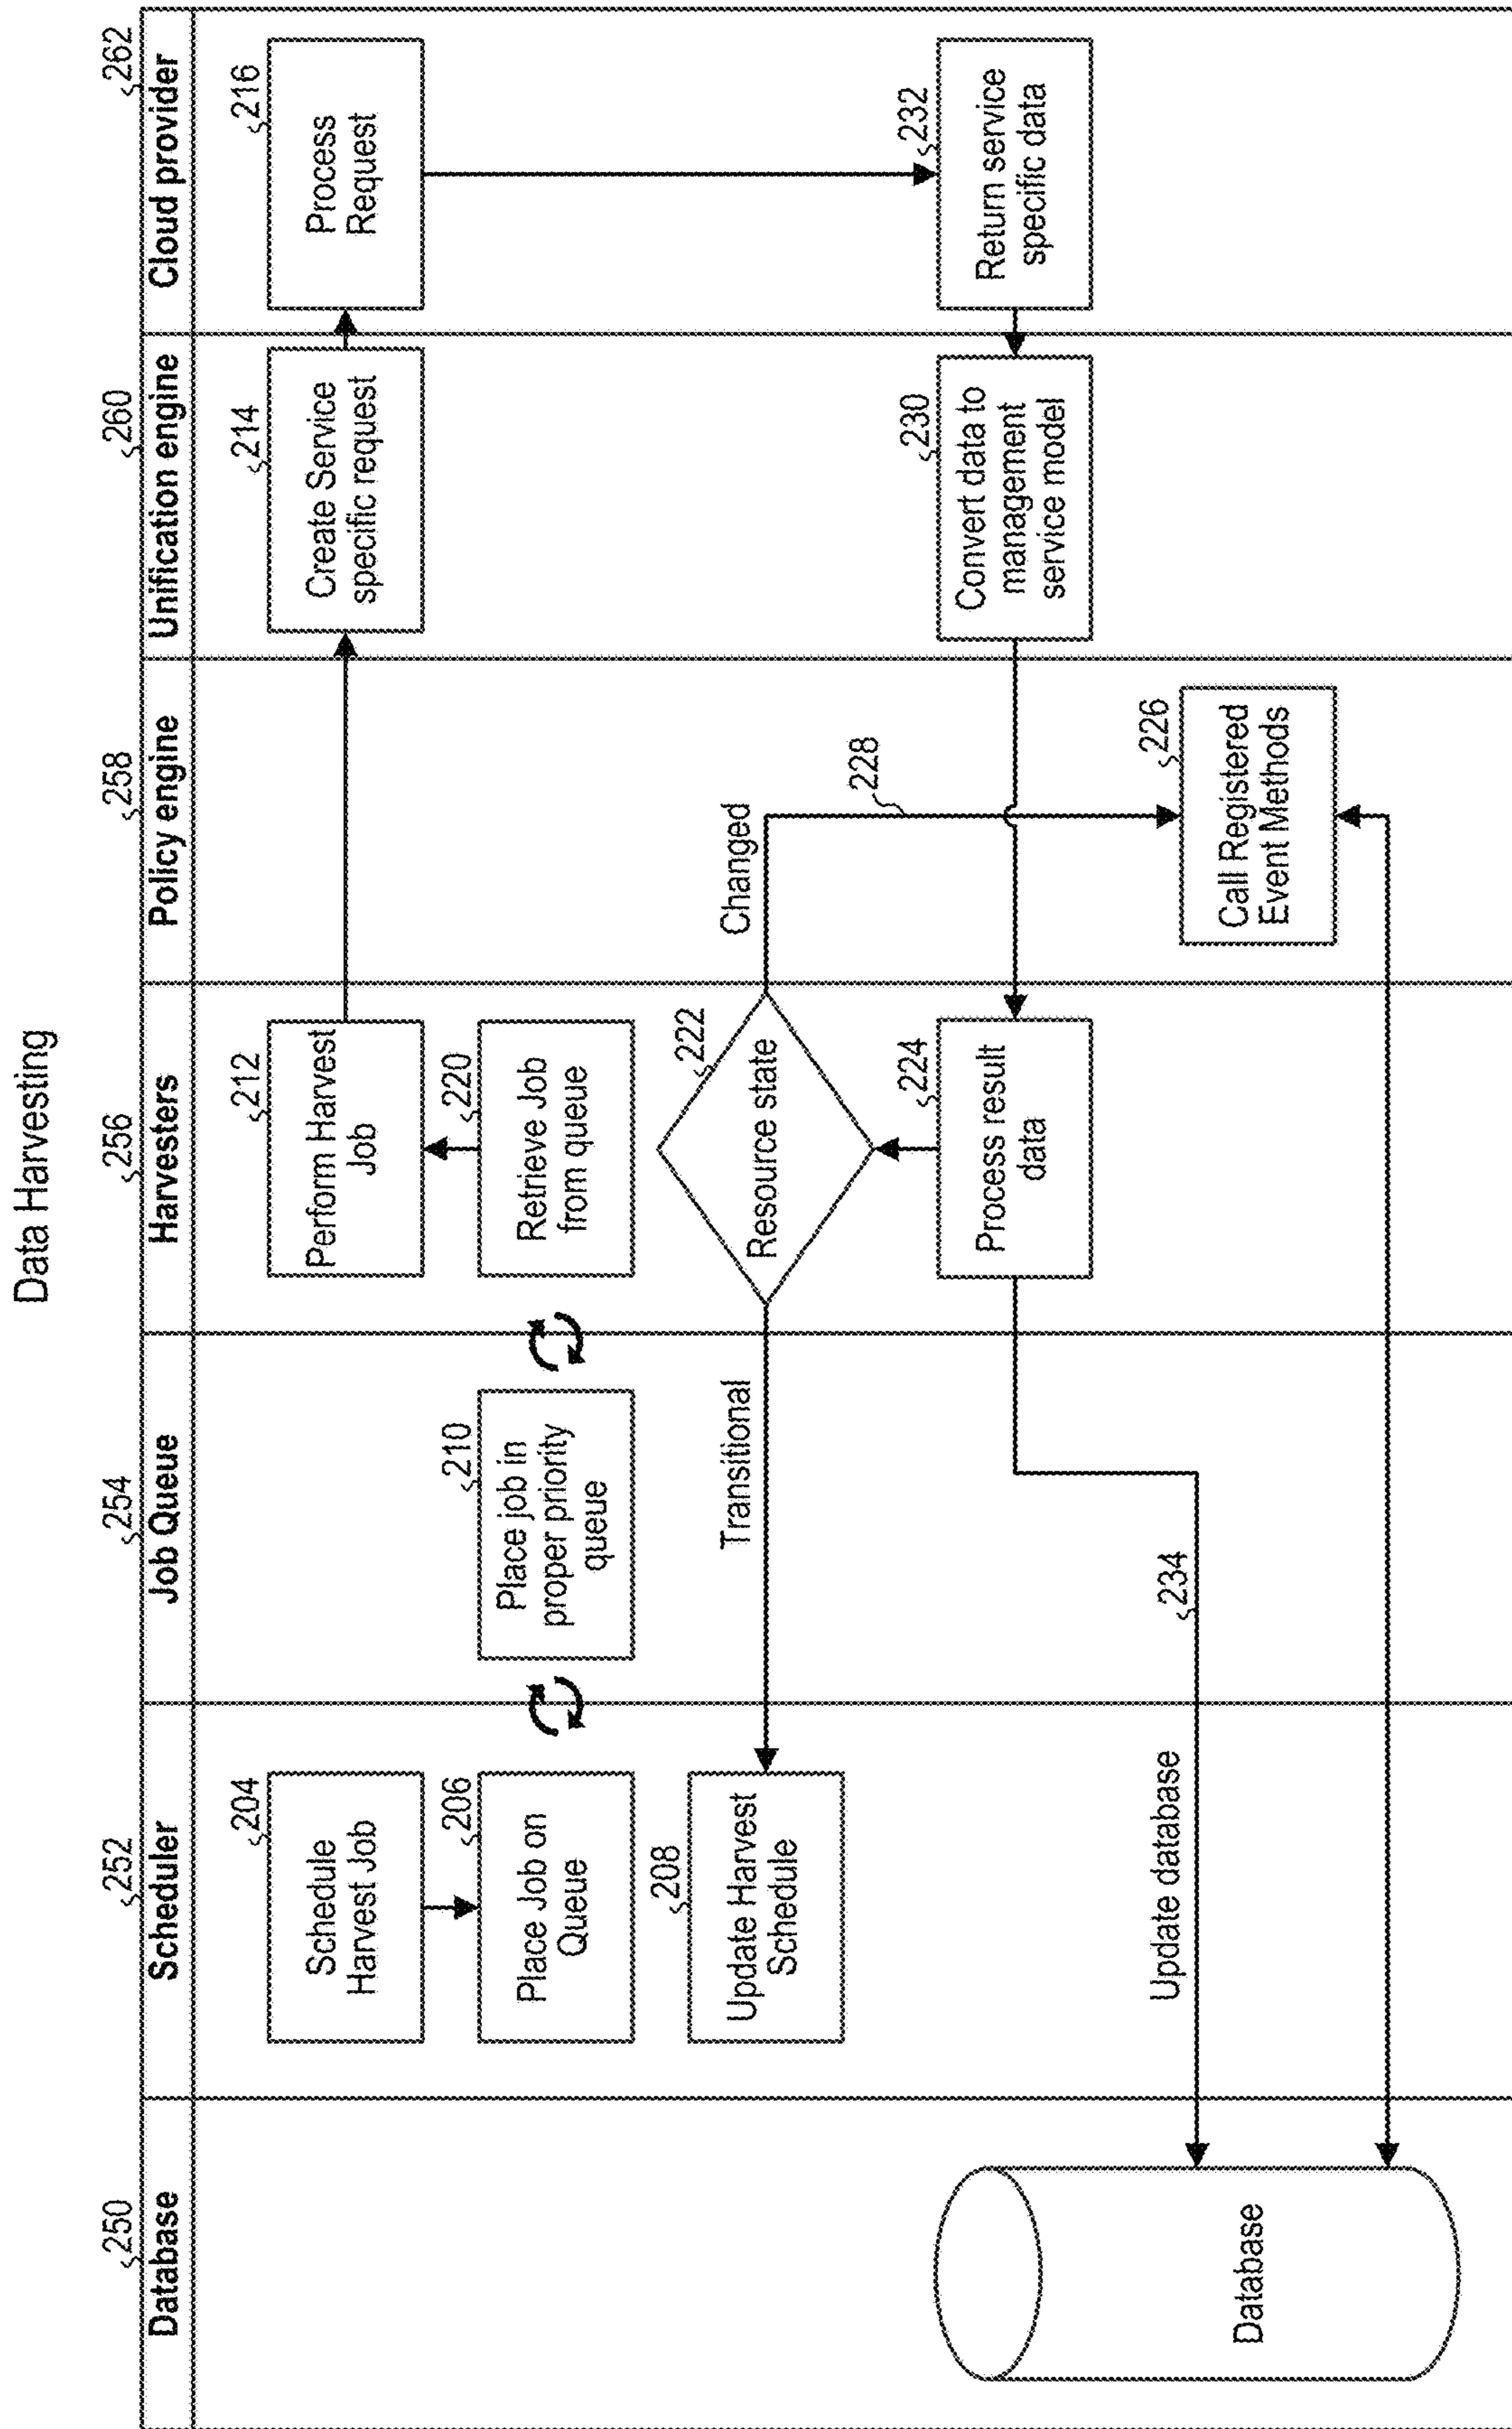 Data Harvesting
250
252
254
256
258
260
262
Database
Scheduler
Job Queue
Harvesters
Policy engine
Unification engine
Cloud provider
204
Schedule
Harvest Job
212
Perform Harvest
Job
214
Create Service
specific request
216
Process
Request
206
Place Job on
Queue
210
Place job in
proper priority
queue
220
Retrieve Job
from queue
208
Update Harvest
Schedule
Transitional
222
Resource state
Changed
228
224
Process result
data
230
Convert data to
management
service model
232
Return service
specific data
Update database
234
226
Call Registered
Event Methods
Database